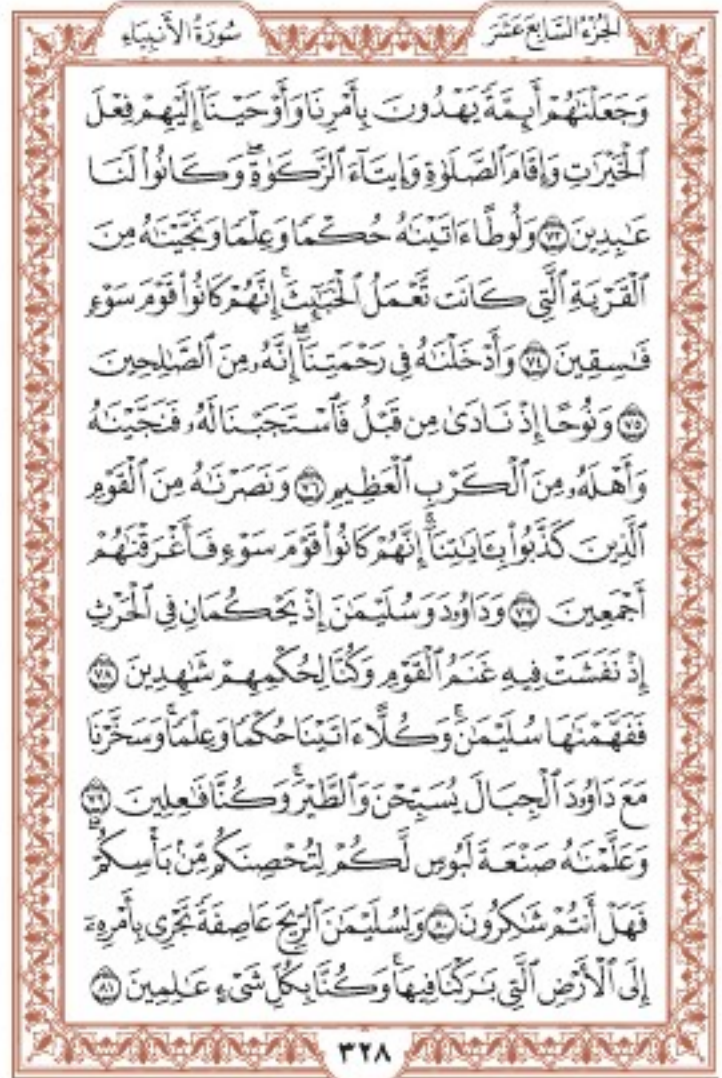 الجزء السابع عشر
سورة الأنبياء
وَجَعَلْنَٰهُمْ أَئِمَّةً يَهْدُونَ بِأَمْرِنَا وَأَوْحَيْنَآ إِلَيْهِمْ فِعْلَ
ٱلْخَيْرَٰتِ وَإِقَامَ ٱلصَّلَوٰةِ وَإِيتَآءَ ٱلزَّكَوٰةِ ۖ وَكَانُوا۟ لَنَا
عَٰبِدِينَ ٧٣ وَلُوطًا ءَاتَيْنَٰهُ حُكْمًا وَعِلْمًا وَنَجَّيْنَٰهُ مِنَ
ٱلْقَرْيَةِ ٱلَّتِى كَانَت تَّعْمَلُ ٱلْخَبَٰٓئِثَ ۗ إِنَّهُمْ كَانُوا۟ قَوْمَ سَوْءٍ
فَٰسِقِينَ ٧٤ وَأَدْخَلْنَٰهُ فِى رَحْمَتِنَآ ۖ إِنَّهُۥ مِنَ ٱلصَّٰلِحِينَ
٧٥ وَنُوحًا إِذْ نَادَىٰ مِن قَبْلُ فَٱسْتَجَبْنَا لَهُۥ فَنَجَّيْنَٰهُ
وَأَهْلَهُۥ مِنَ ٱلْكَرْبِ ٱلْعَظِيمِ ٧٦ وَنَصَرْنَٰهُ مِنَ ٱلْقَوْمِ
ٱلَّذِينَ كَذَّبُوا۟ بِـَٔايَٰتِنَآ ۚ إِنَّهُمْ كَانُوا۟ قَوْمَ سَوْءٍ فَأَغْرَقْنَٰهُمْ
أَجْمَعِينَ ٧٧ وَدَاوُۥدَ وَسُلَيْمَٰنَ إِذْ يَحْكُمَانِ فِى ٱلْحَرْثِ
إِذْ نَفَشَتْ فِيهِ غَنَمُ ٱلْقَوْمِ وَكُنَّا لِحُكْمِهِمْ شَٰهِدِينَ ٧٨
فَفَهَّمْنَٰهَا سُلَيْمَٰنَ ۚ وَكُلًّا ءَاتَيْنَا حُكْمًا وَعِلْمًا ۚ وَسَخَّرْنَا
مَعَ دَاوُۥدَ ٱلْجِبَالَ يُسَبِّحْنَ وَٱلطَّيْرَ ۚ وَكُنَّا فَٰعِلِينَ ٧٩
وَعَلَّمْنَٰهُ صَنْعَةَ لَبُوسٍ لَّكُمْ لِتُحْصِنَكُم مِّنۢ بَأْسِكُمْ ۖ
فَهَلْ أَنتُمْ شَٰكِرُونَ ٨٠ وَلِسُلَيْمَٰنَ ٱلرِّيحَ عَاصِفَةً تَجْرِى بِأَمْرِهِۦٓ
إِلَى ٱلْأَرْضِ ٱلَّتِى بَٰرَكْنَا فِيهَا ۚ وَكُنَّا بِكُلِّ شَىْءٍ عَٰلِمِينَ ٨١
٣٢٨